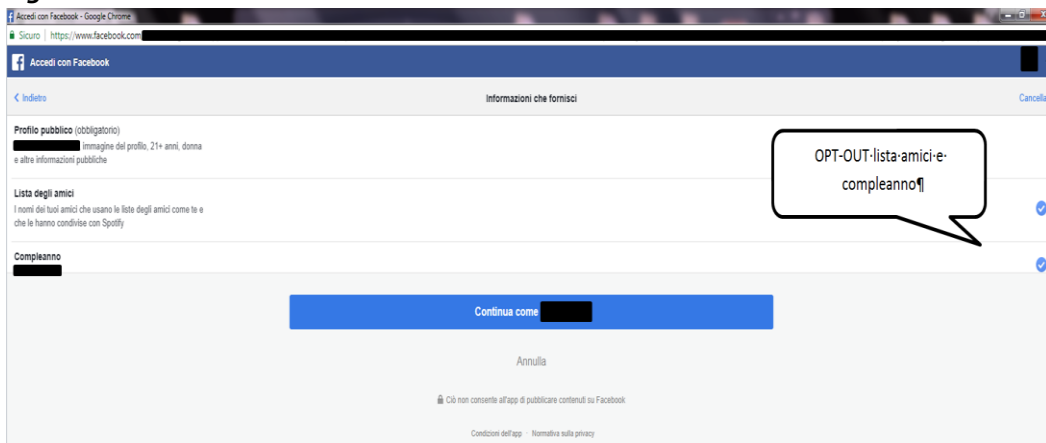 Accedi con Facebook - Google Chrome
Sicuro | https://www.facebook.com
Accedi con Facebook
Indietro
Informazioni che fornisci
Cancella
Profilo pubblico (obbligatorio)
immagine del profilo, 21+ anni, donna
e altre informazioni pubbliche
OPT-OUT·lista·amici·e·
compleanno¶
Lista degli amici
I nomi dei tuoi amici che usano le liste degli amici come te e
che le hanno condivise con Spotify
Compleanno
Continua come
Annulla
Ciò non consente all'app di pubblicare contenuti su Facebook
Condizioni dell'app · Normativa sulla privacy